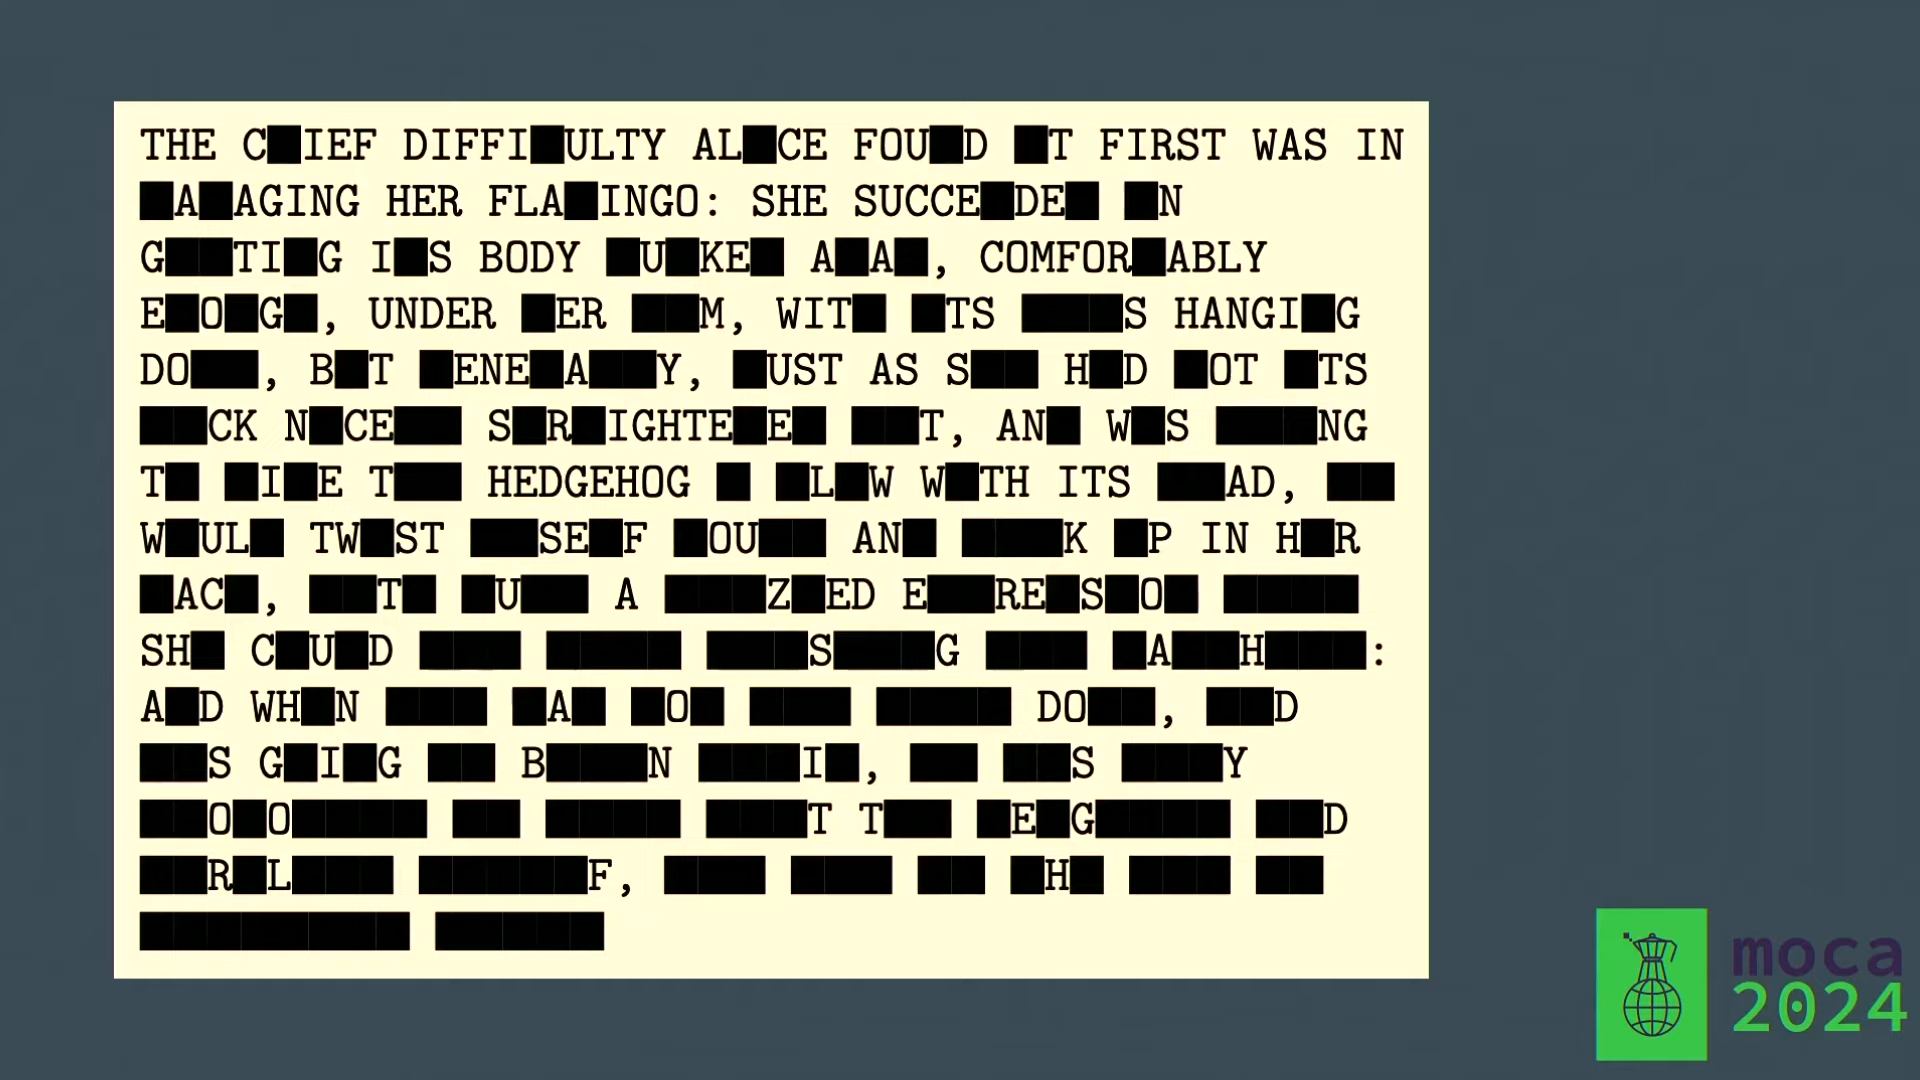 THE C█IEF DIFFI█ULTY AL█CE FOU█D █T FIRST WAS IN
█A█AGING HER FLA█INGO: SHE SUCCE█DE█ █N
G██TI█G I█S BODY █U█KE█ A█A█, COMFOR█ABLY
E█O█G█, UNDER █ER ██M, WIT█ █TS ███S HANGI█G
DO██, B█T █ENE█A██Y, █UST AS S██ H█D █OT █TS
██CK N█CE██ S█R█IGHTE█E█ ██T, AN█ W█S ███NG
T█ █I█E T██ HEDGEHOG █ █L█W W█TH ITS ██AD, ██
W█UL█ TW█ST ██SE█F █OU██ AN█ ███K █P IN H█R
█AC█, ██T█ █U██ A ███Z█ED E██RE█S█O█ ████
SH█ C█U█D ███ ████ ███S███G ███ █A██H███:
A█D WH█N ███ █A█ █O█ ███ ████ DO██, ██D
██S G█I█G ██ B███N ███I█, ██ ██S ███Y
██O█O████ ██ ████ ███T T██ █E█G████ ██D
██R█L███ █████F, ███ ███ ██ █H█ ███ ██
████████ █████
moca
2024